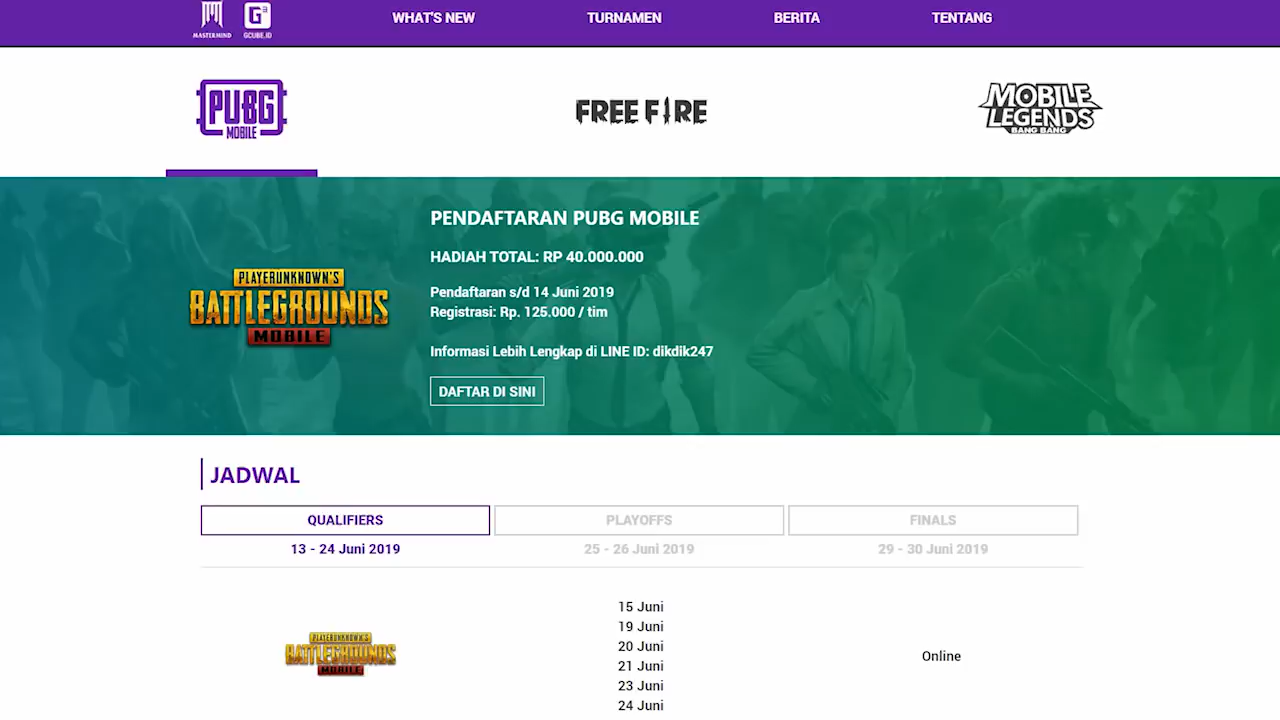 MASTERMIND
G3
GCUBE.ID
WHAT'S NEW
TURNAMEN
BERITA
TENTANG
PUBG
MOBILE
FREE FIRE
MOBILE
LEGENDS
BANG BANG
PENDAFTARAN PUBG MOBILE
HADIAH TOTAL: RP 40.000.000
Pendaftaran s/d 14 Juni 2019
Registrasi: Rp. 125.000 / tim
Informasi Lebih Lengkap di LINE ID: dikdik247
DAFTAR DI SINI
PLAYERUNKNOWN'S
BATTLEGROUNDS
MOBILE
JADWAL
QUALIFIERS
PLAYOFFS
FINALS
13 - 24 Juni 2019
25 - 26 Juni 2019
29 - 30 Juni 2019
PLAYERUNKNOWN'S
BATTLEGROUNDS
MOBILE
15 Juni
19 Juni
20 Juni
21 Juni
23 Juni
24 Juni
Online